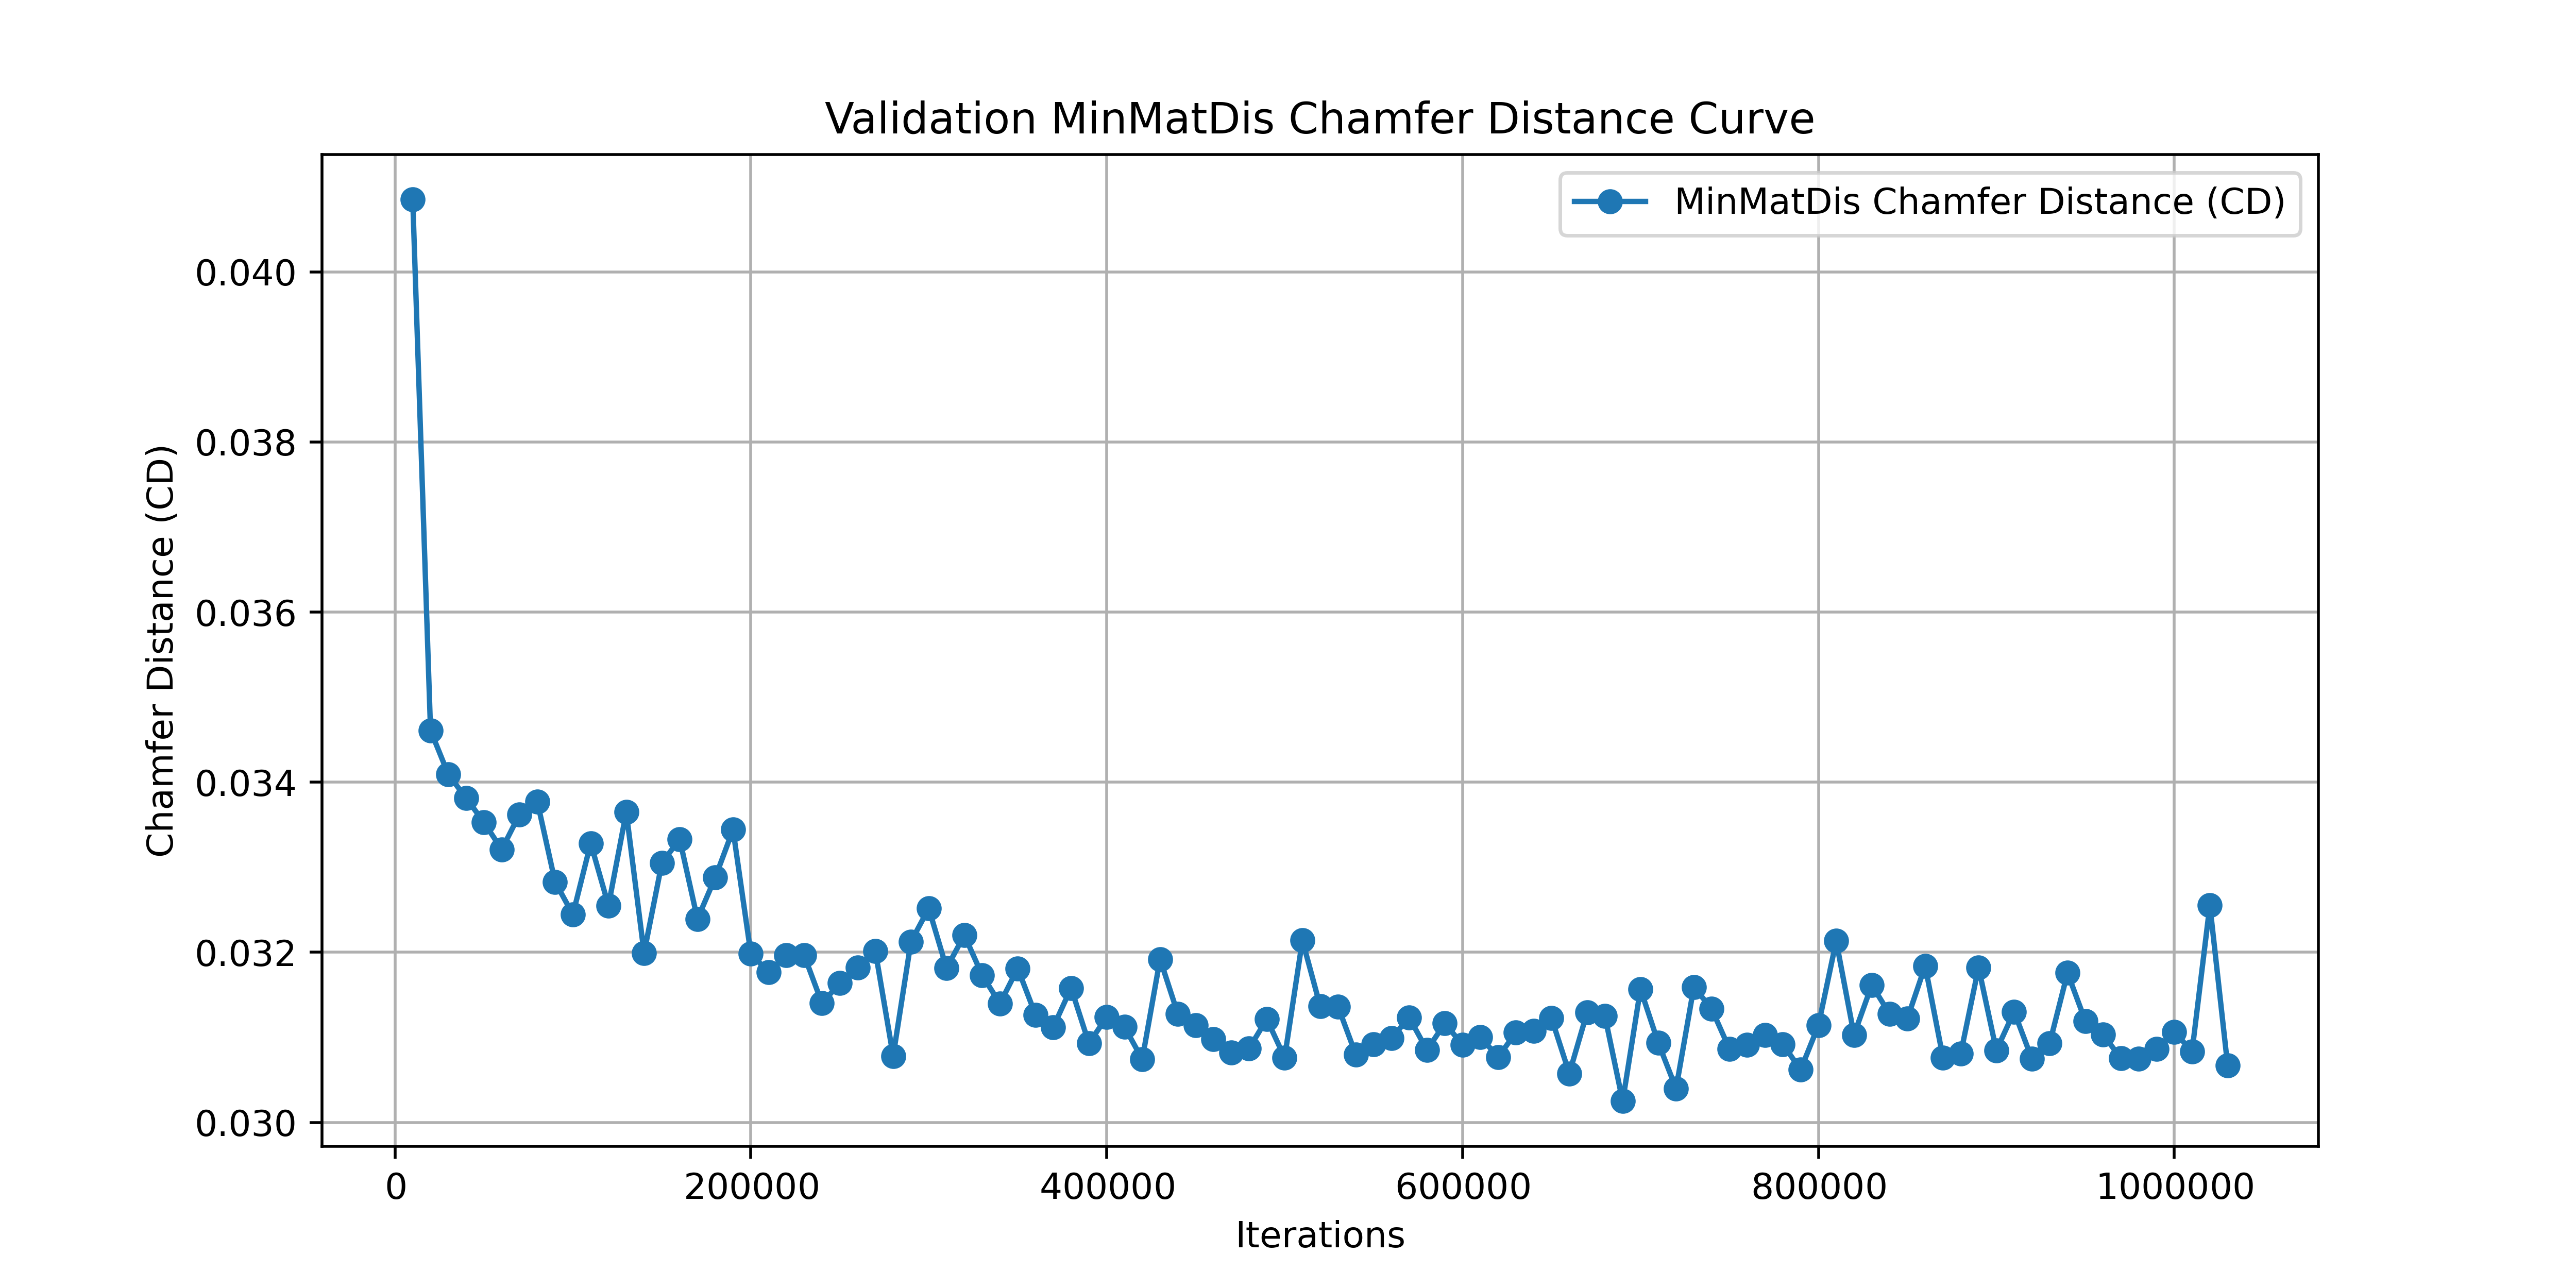 Validation MinMatDis Chamfer Distance Curve
MinMatDis Chamfer Distance (CD)
Chamfer Distance (CD)
0.040
0.038
0.036
0.034
0.032
0.030
0 200000 400000 600000 800000 1000000
Iterations